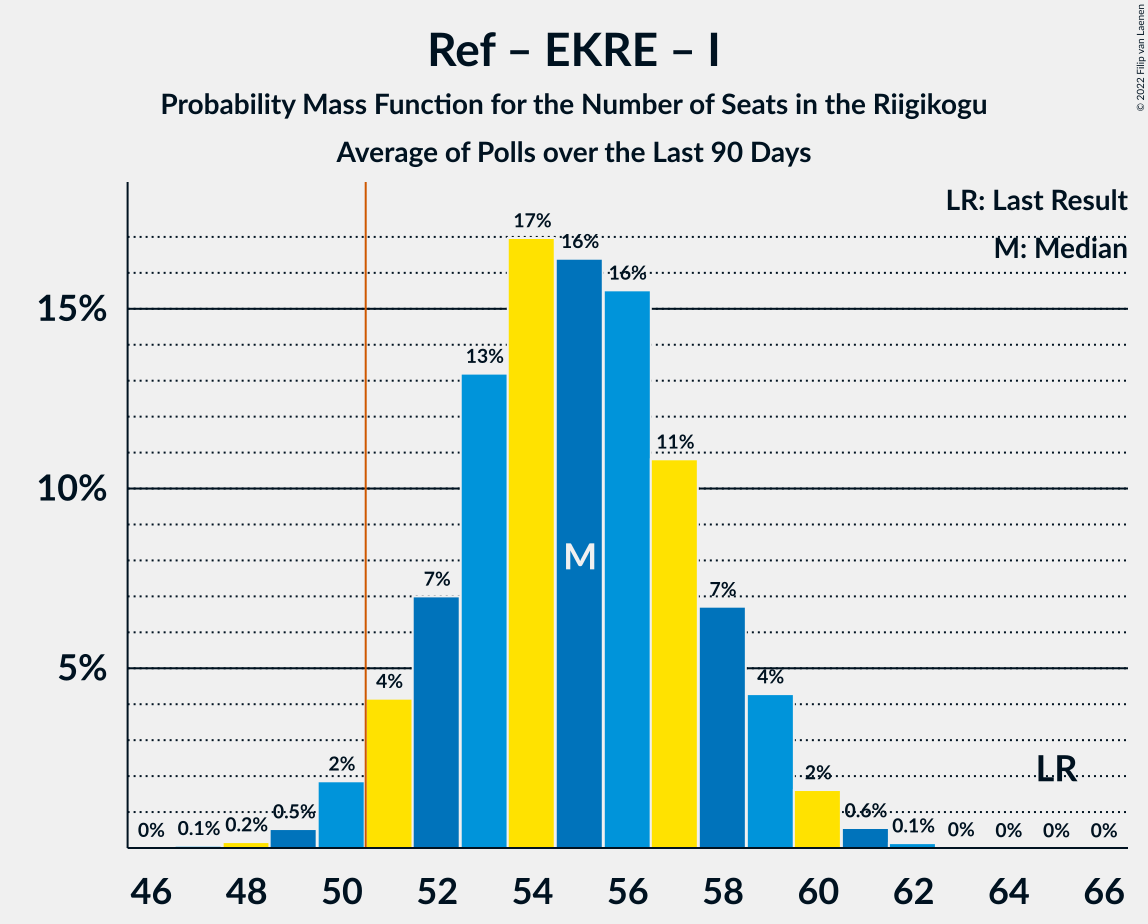 Ref – EKRE – I
Probability Mass Function for the Number of Seats in the Riigikogu
Average of Polls over the Last 90 Days
© 2022 Filip van Laenen
LR: Last Result
M: Median
15%
10%
5%
0%
0.1%
0.2%
0.5%
2%
4%
7%
13%
17%
16%
16%
11%
7%
4%
2%
0.6%
0.1%
0%
0%
0%
0%
M
LR
46 48 50 52 54 56 58 60 62 64 66